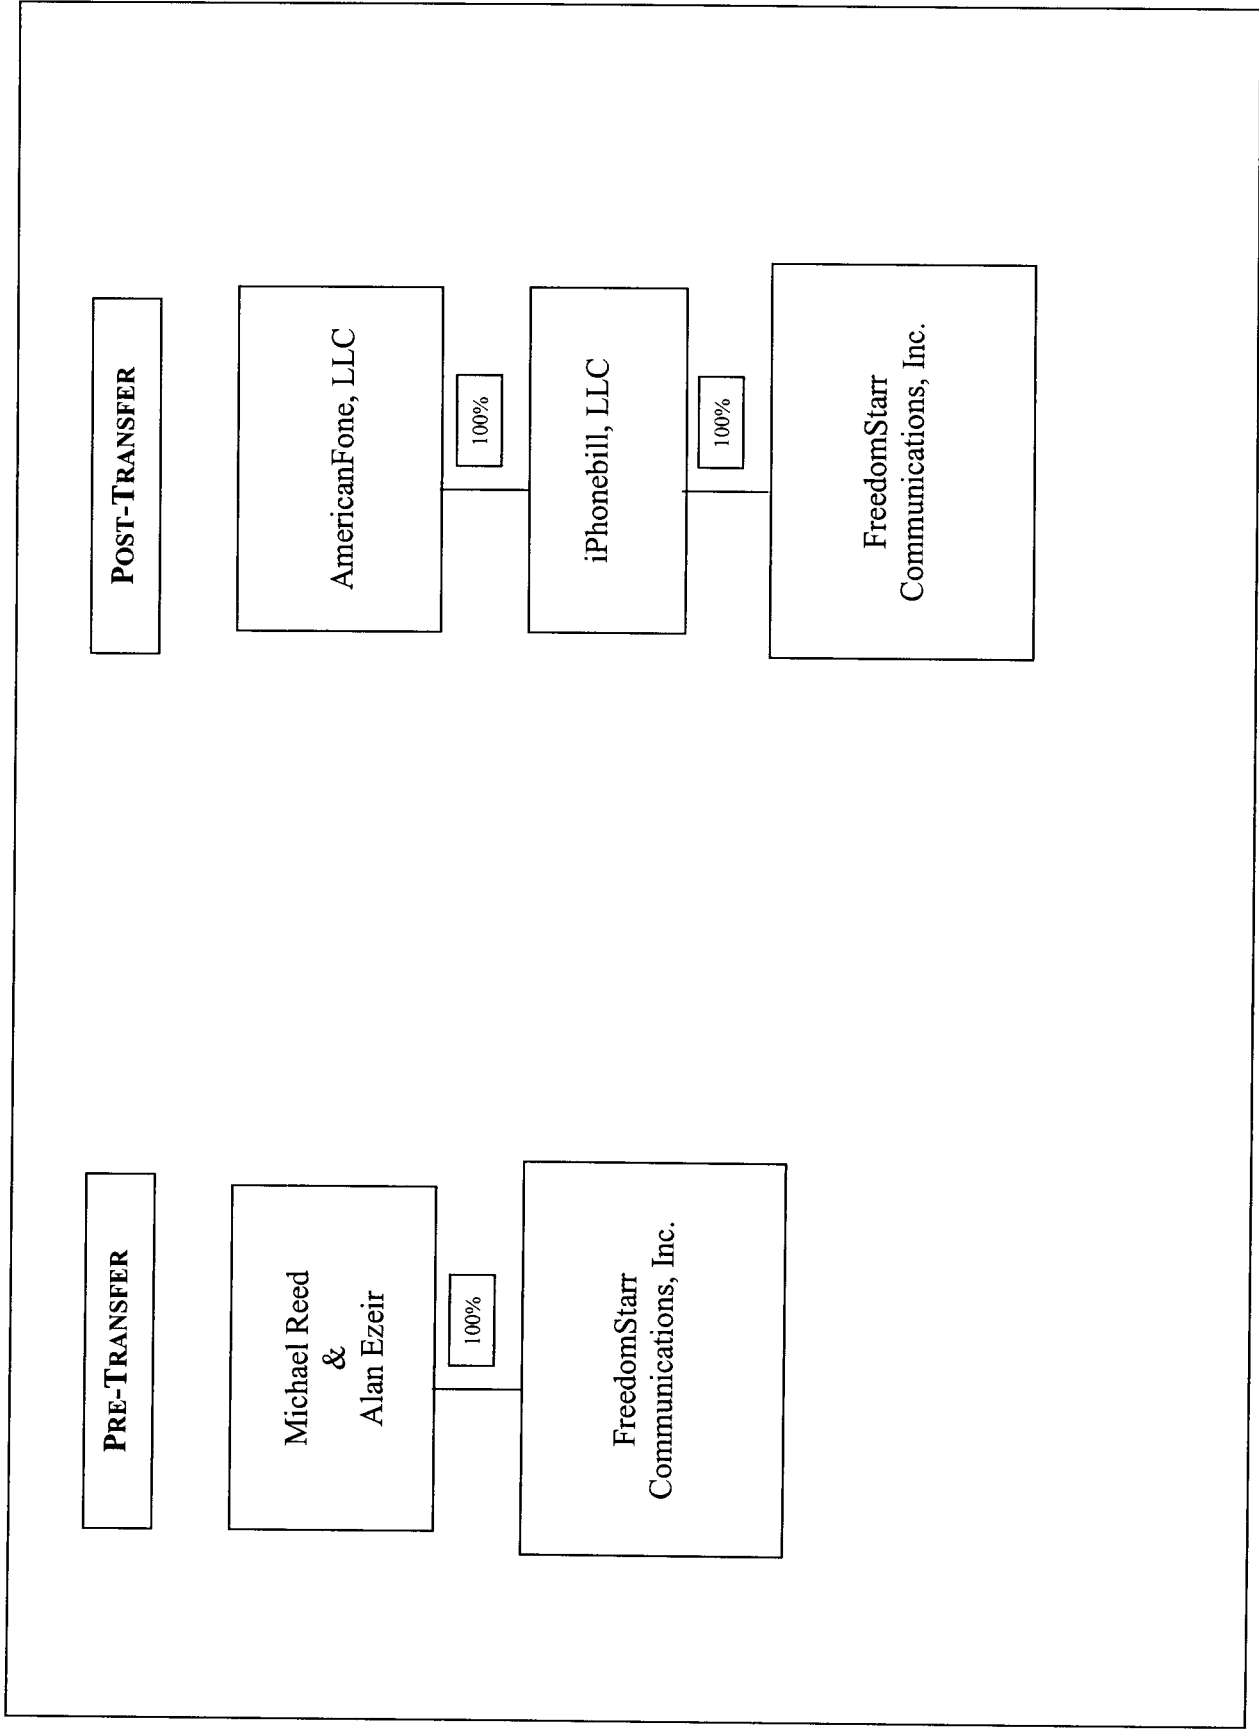 PRE-TRANSFER
Michael Reed
&
Alan Ezeir
100%
FreedomStarr
Communications, Inc.
POST-TRANSFER
AmericanFone, LLC
100%
iPhonebill, LLC
100%
FreedomStarr
Communications, Inc.